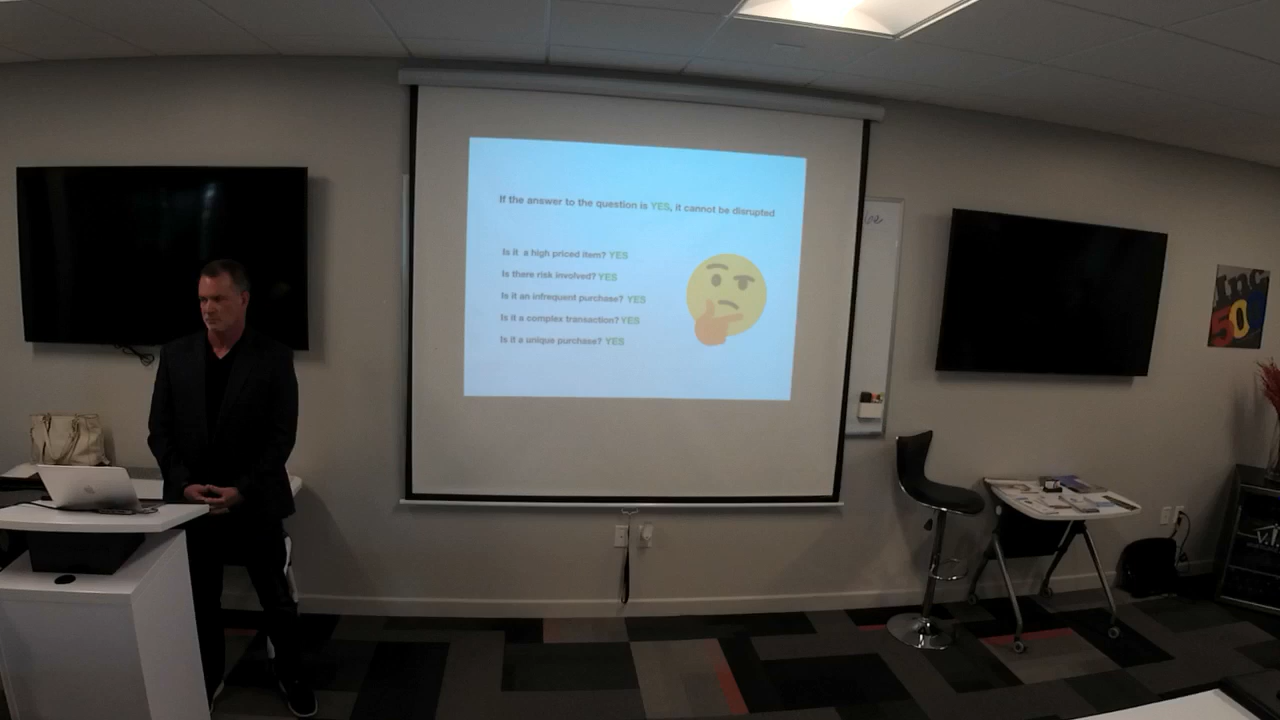 If the answer to the question is YES, it cannot be disrupted
Is it a high priced item? YES
Is there risk involved? YES
Is it an infrequent purchase? YES
Is it a complex transaction? YES
Is it a unique purchase? YES
Inc
500